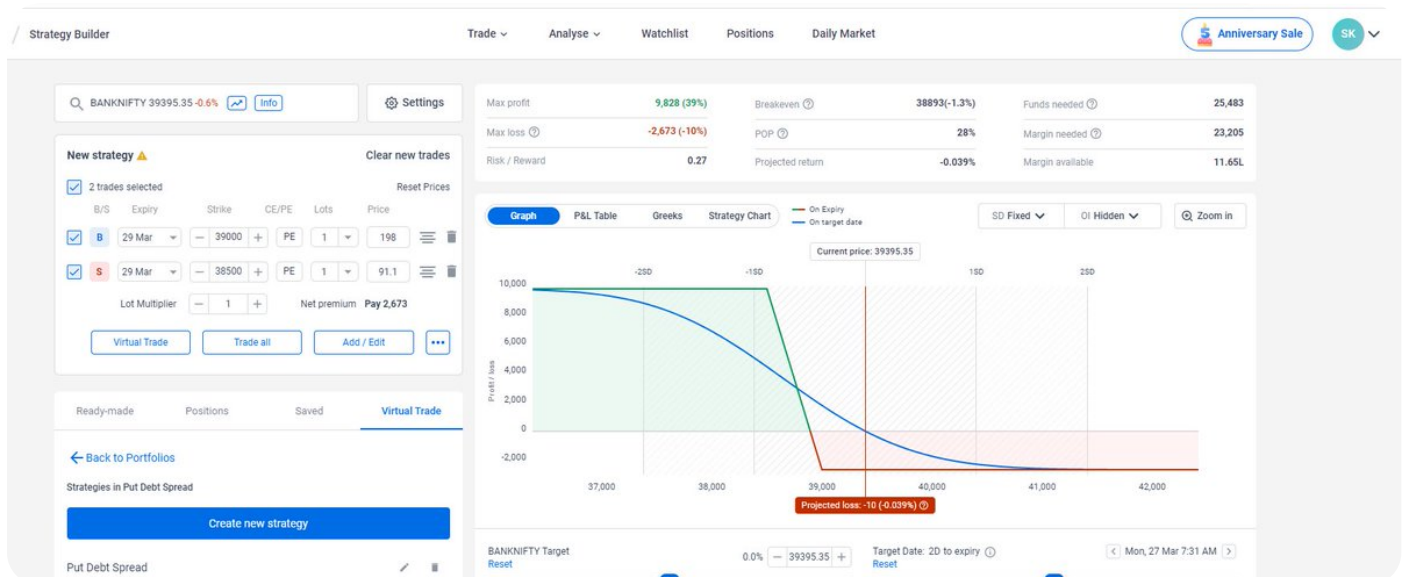 / Strategy Builder
Trade Analyse Watchlist Positions Daily Market
Anniversary Sale
SK
BANKNIFTY 39395.35 -0.6% Info
Settings
New strategy
Clear new trades
2 trades selected
Reset Prices
B/S Expiry Strike CE/PE Lots Price
B 29 Mar − 39000 + PE 1 198
S 29 Mar − 38500 + PE 1 91.1
Lot Multiplier − 1 + Net premium Pay 2,673
Virtual Trade Trade all Add / Edit ...
Ready-made Positions Saved Virtual Trade
Back to Portfolios
Strategies in Put Debt Spread
Create new strategy
Put Debt Spread
Max profit 9,828 (39%) Breakeven 38893(-1.3%) Funds needed 25,483
Max loss -2,673 (-10%) POP 28% Margin needed 23,205
Risk / Reward 0.27 Projected return -0.039% Margin available 11.65L
Graph P&L Table Greeks Strategy Chart
On Expiry
On target date
SD Fixed OI Hidden Zoom in
Current price: 39395.35
-2SD -1SD 1SD 2SD
10,000
8,000
6,000
4,000
2,000
0
-2,000
Profit / loss
37,000 38,000 39,000 40,000 41,000 42,000
Projected loss: -10 (-0.039%)
BANKNIFTY Target
Reset
0.0% − 39395.35 +
Target Date: 2D to expiry
Reset
< Mon, 27 Mar 7:31 AM >